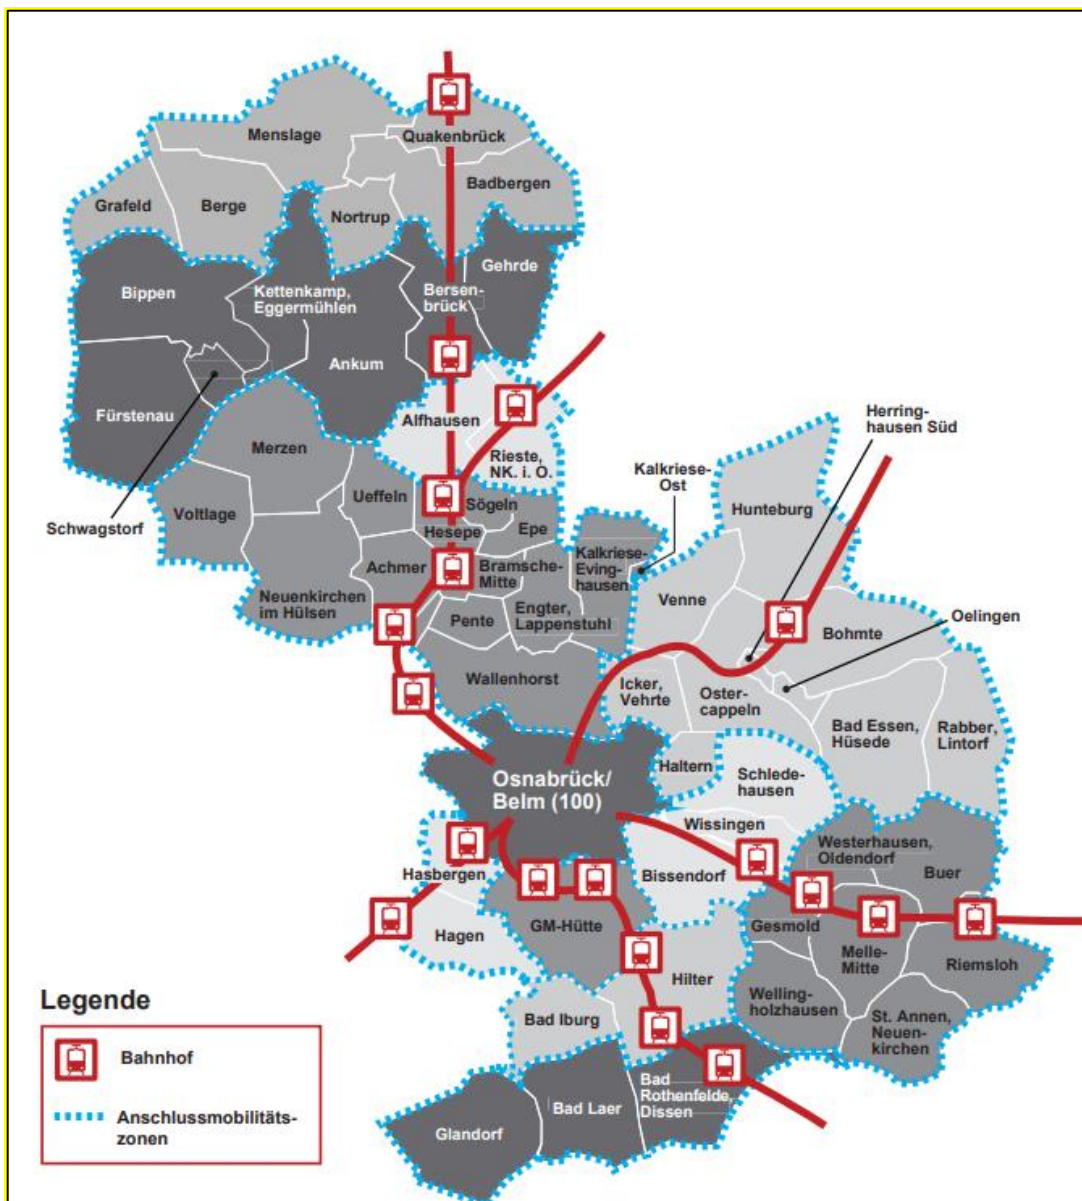 Menslage
Quakenbrück
Badbergen
Grafeld
Berge
Nortrup
Gehrde
Bippen
Kettenkamp,
Eggermühlen
Bersen-
brück
Ankum
Fürstenau
Alfhausen
Herring-
hausen Süd
Merzen
Rieste,
NK. i. O.
Kalkriese-
Ost
Ueffeln
Sögeln
Hunteburg
Voltlage
Schwagstorf
Hesepe
Epe
Achmer
Bramsche-
Mitte
Kalkriese-
Eving-
hausen
Neuenkirchen
im Hülsen
Venne
Engter,
Lappenstuhl
Pente
Bohmte
Oelingen
Wallenhorst
Icker,
Vehrte
Oster-
cappeln
Bad Essen,
Hüsede
Rabber,
Lintorf
Haltern
Schlede-
hausen
Osnabrück/
Belm (100)
Wissingen
Westerhausen,
Oldendorf
Buer
Hasbergen
Bissendorf
GM-Hütte
Gesmold
Hagen
Melle-
Mitte
Riemsloh
Hilter
Welling-
holzhausen
Bad Iburg
St. Annen,
Neuen-
kirchen
Bad
Rothenfelde,
Dissen
Bad Laer
Glandorf
Legende
Bahnhof
Anschlussmobilitäts-
zonen